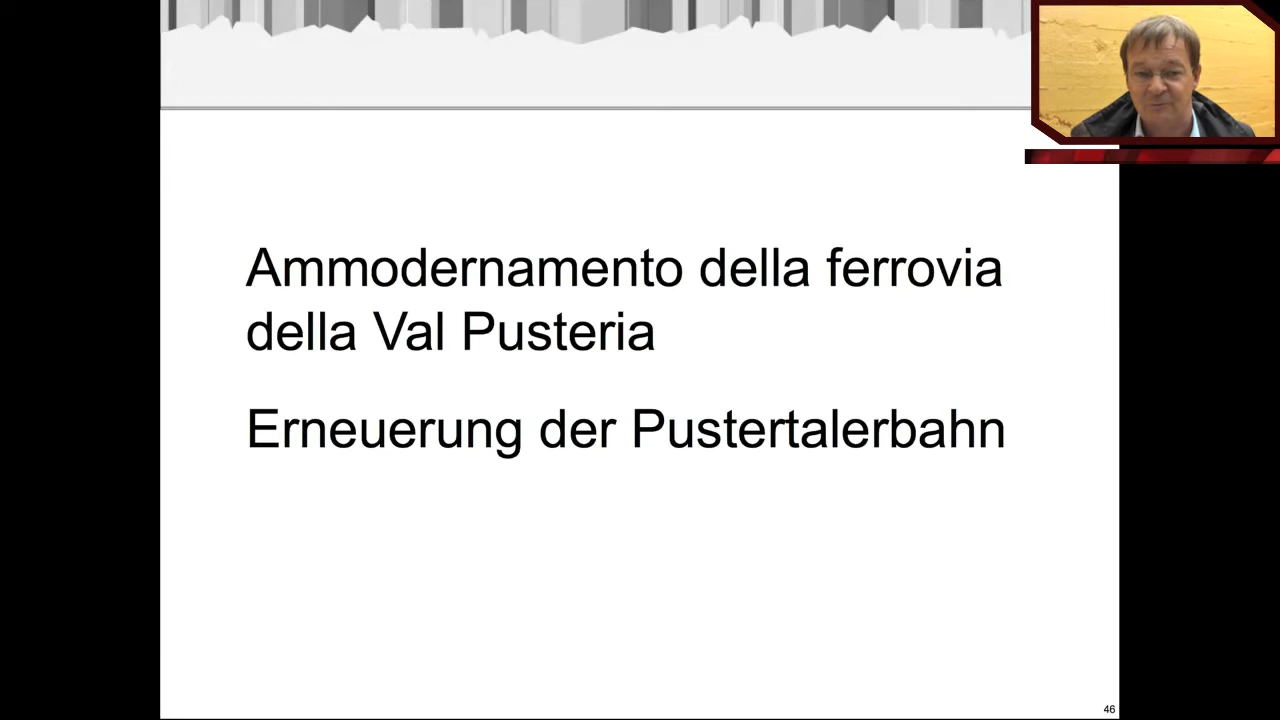 Ammodernamento della ferrovia
della Val Pusteria
Erneuerung der Pustertalerbahn
46